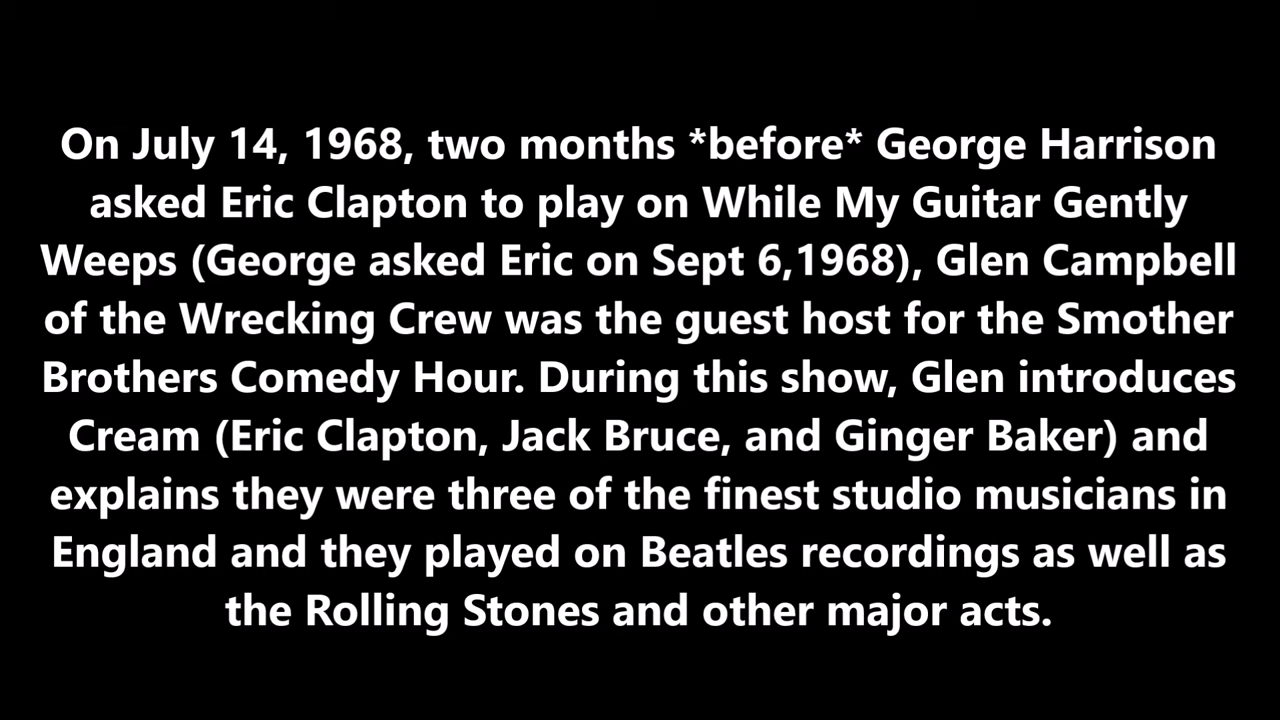 On July 14, 1968, two months *before* George Harrison
asked Eric Clapton to play on While My Guitar Gently
Weeps (George asked Eric on Sept 6,1968), Glen Campbell
of the Wrecking Crew was the guest host for the Smother
Brothers Comedy Hour. During this show, Glen introduces
Cream (Eric Clapton, Jack Bruce, and Ginger Baker) and
explains they were three of the finest studio musicians in
England and they played on Beatles recordings as well as
the Rolling Stones and other major acts.